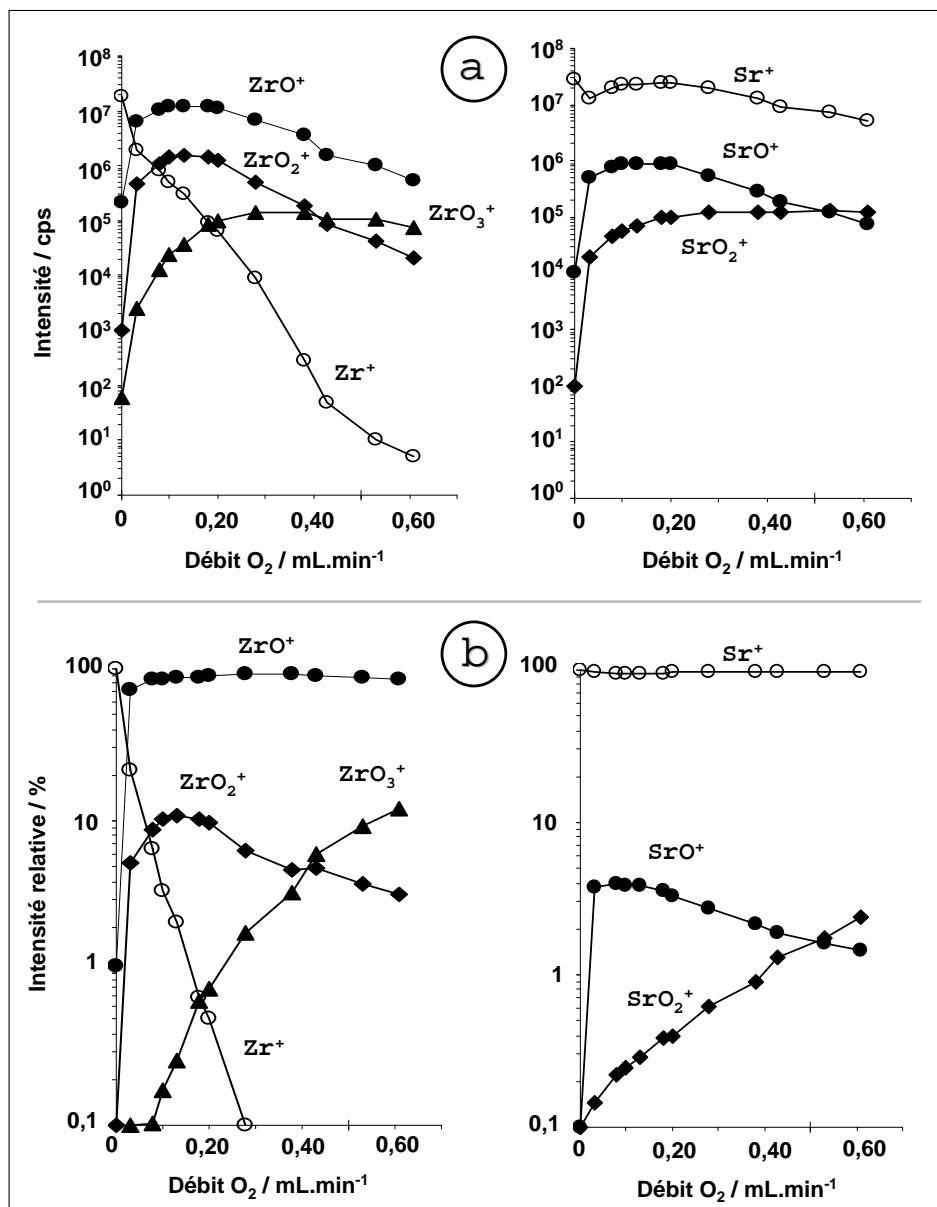 a
Intensité / cps
10⁸
10⁷
10⁶
10⁵
10⁴
10³
10²
10¹
10⁰
ZrO⁺
ZrO₂⁺
ZrO₃⁺
Zr⁺
0 0,20 0,40 0,60
Débit O₂ / mL.min⁻¹
10⁸
10⁷
10⁶
10⁵
10⁴
10³
10²
10¹
10⁰
Sr⁺
SrO⁺
SrO₂⁺
0 0,20 0,40 0,60
Débit O₂ / mL.min⁻¹
b
Intensité relative / %
100
10
1
0,1
ZrO⁺
ZrO₂⁺
ZrO₃⁺
Zr⁺
0 0,20 0,40 0,60
Débit O₂ / mL.min⁻¹
100
10
1
0,1
Sr⁺
SrO⁺
SrO₂⁺
0 0,20 0,40 0,60
Débit O₂ / mL.min⁻¹